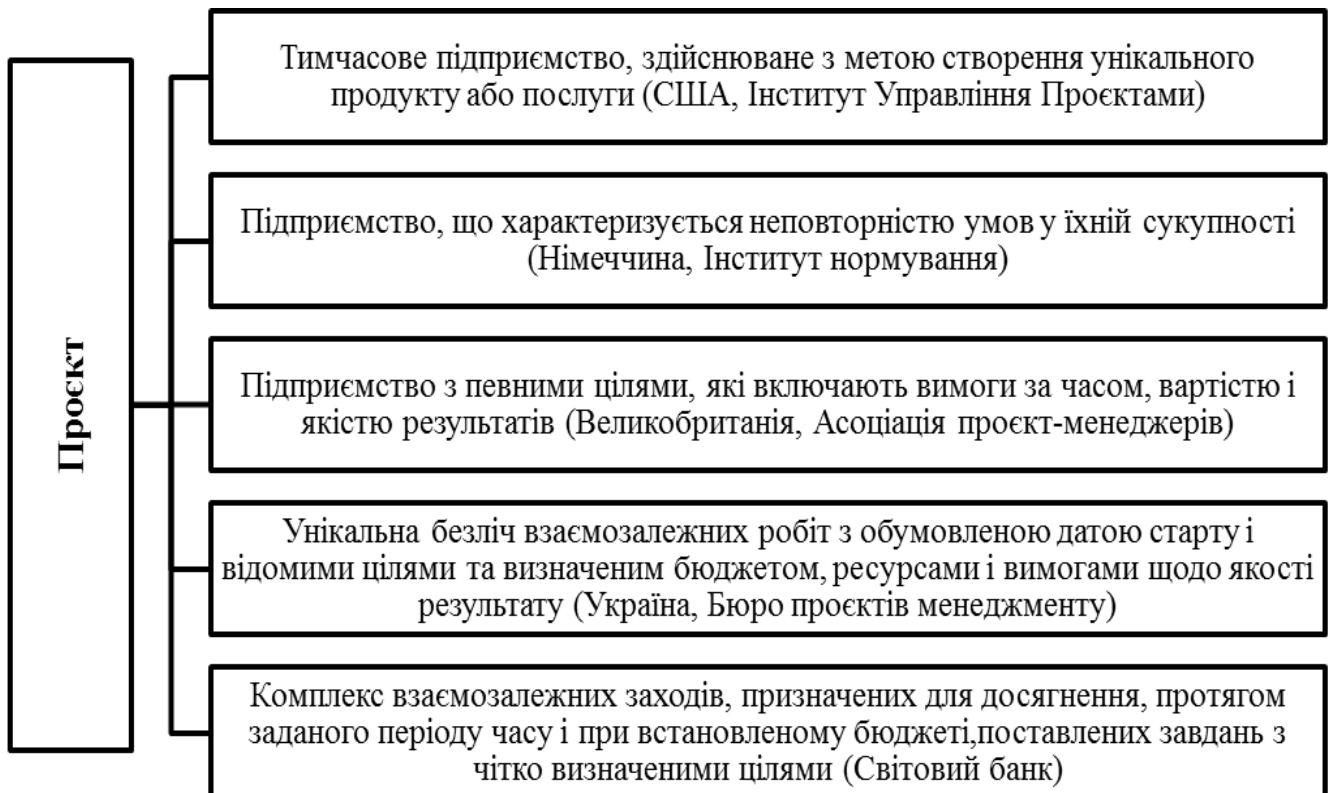 Проєкт
Тимчасове підприємство, здійснюване з метою створення унікального
продукту або послуги (США, Інститут Управління Проєктами)
Підприємство, що характеризується неповторністю умов у їхній сукупності
(Німеччина, Інститут нормування)
Підприємство з певними цілями, які включають вимоги за часом, вартістю і
якістю результатів (Великобританія, Асоціація проєкт-менеджерів)
Унікальна безліч взаємозалежних робіт з обумовленою датою старту і
відомими цілями та визначеним бюджетом, ресурсами і вимогами щодо якості
результату (Україна, Бюро проєктів менеджменту)
Комплекс взаємозалежних заходів, призначених для досягнення, протягом
заданого періоду часу і при встановленому бюджеті,поставлених завдань з
чітко визначеними цілями (Світовий банк)